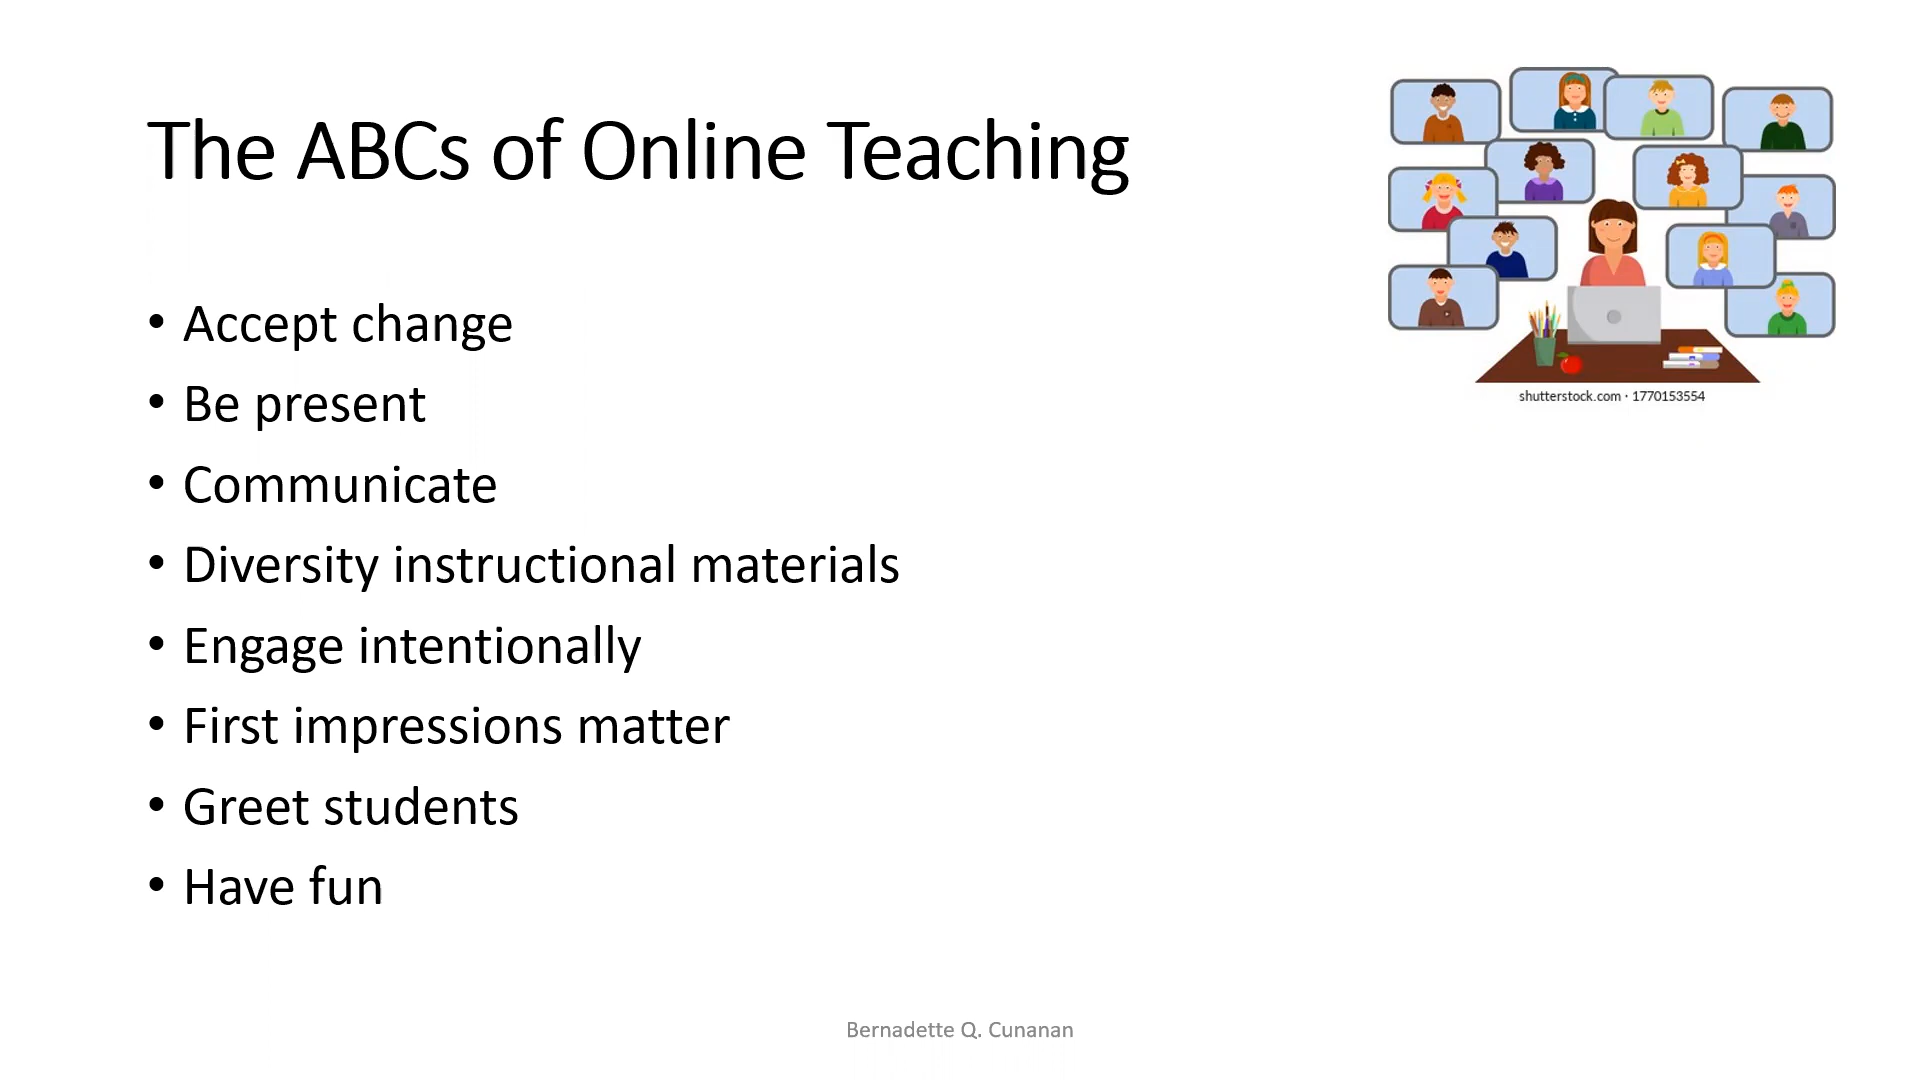 The ABCs of Online Teaching
• Accept change
• Be present
• Communicate
• Diversity instructional materials
• Engage intentionally
• First impressions matter
• Greet students
• Have fun
shutterstock.com · 1770153554
Bernadette Q. Cunanan